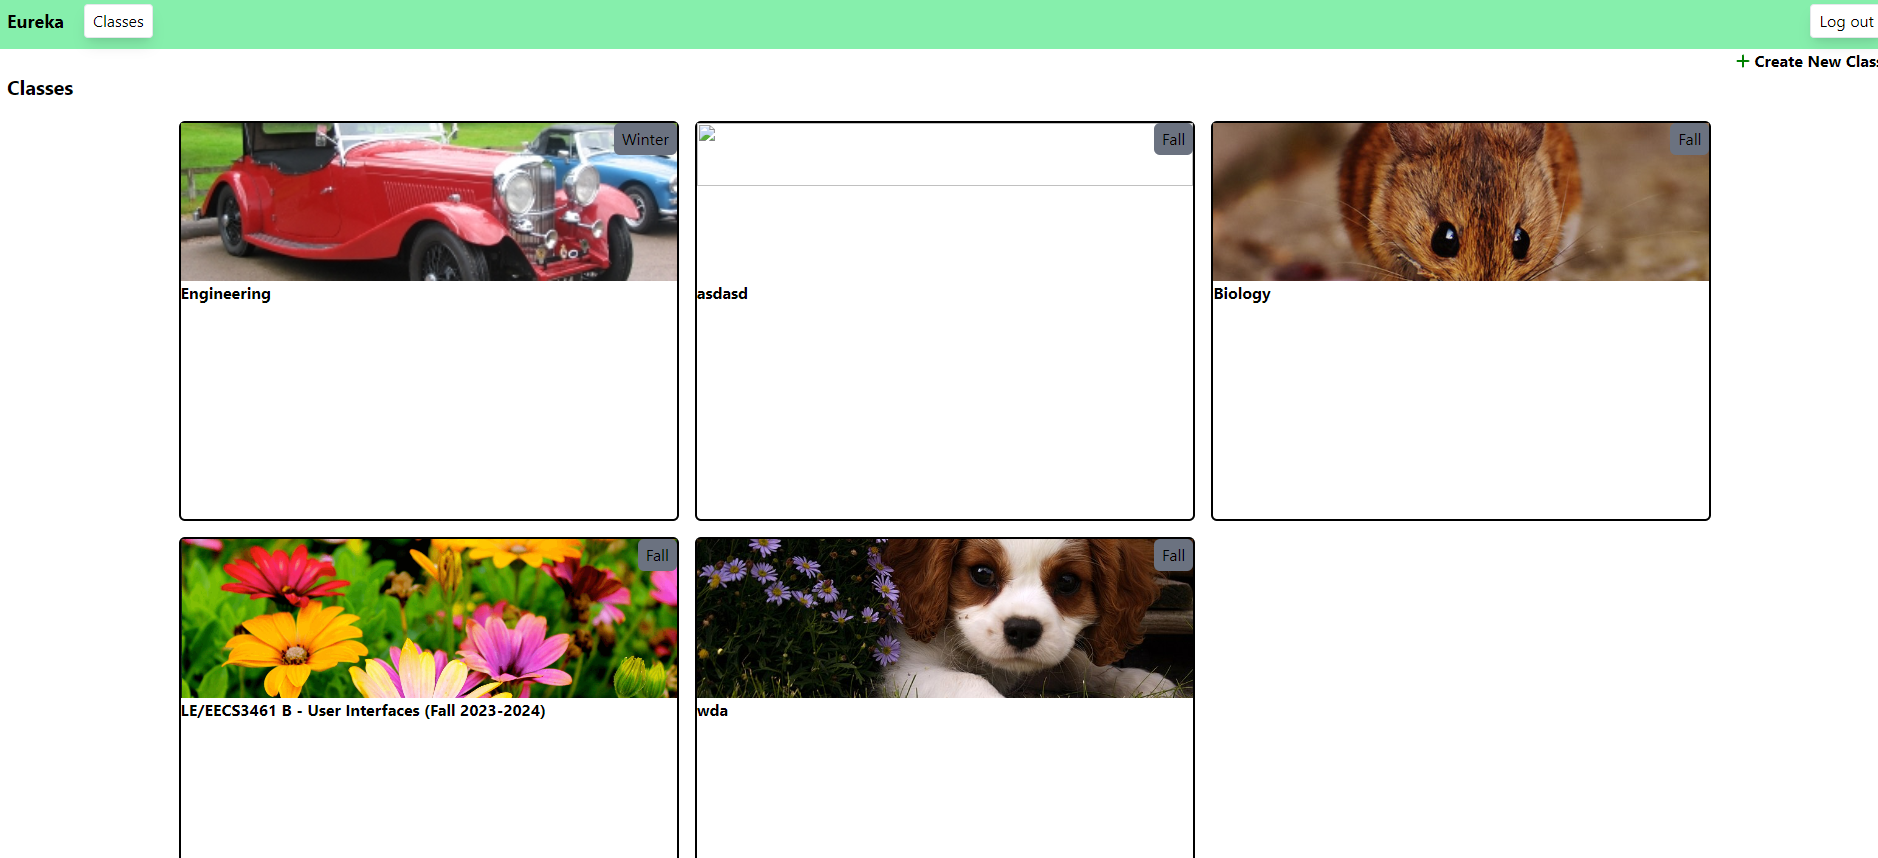 Eureka Classes Log out
Create New Clas
Classes
Winter
Fall
Fall
Engineering
asdasd
Biology
Fall
Fall
LE/EECS3461 B - User Interfaces (Fall 2023-2024)
wda